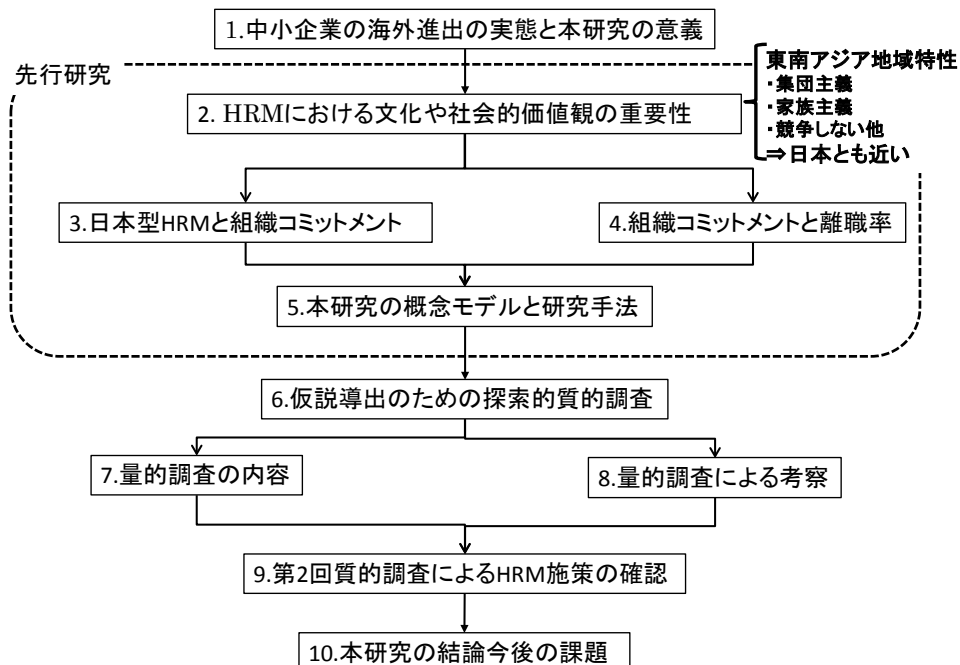 1.中小企業の海外進出の実態と本研究の意義
先行研究
東南アジア地域特性
・集団主義
・家族主義
・競争しない他
⇒日本とも近い
2. HRMにおける文化や社会的価値観の重要性
3.日本型HRMと組織コミットメント
4.組織コミットメントと離職率
5.本研究の概念モデルと研究手法
6.仮説導出のための探索的質的調査
7.量的調査の内容
8.量的調査による考察
9.第2回質的調査によるHRM施策の確認
10.本研究の結論今後の課題